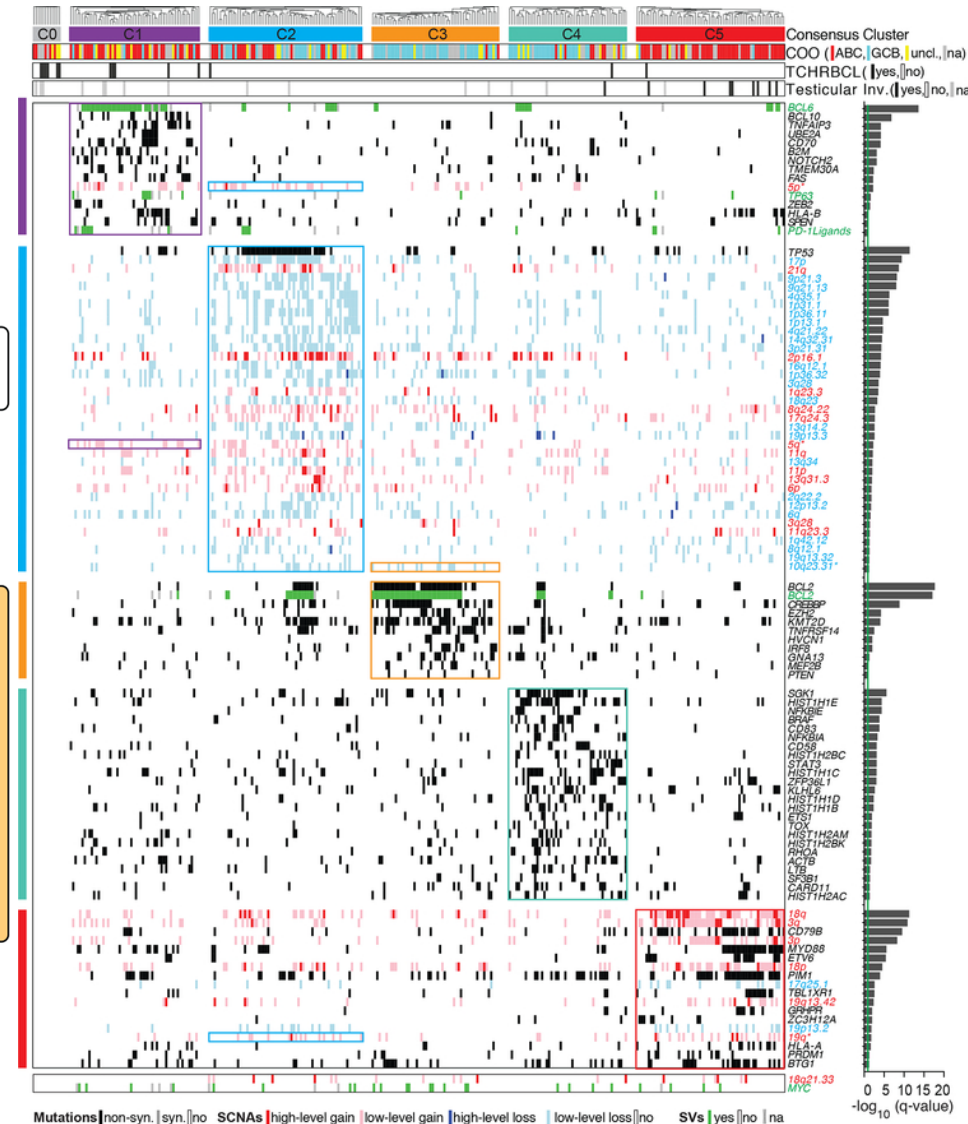 C0 C1 C2 C3 C4 C5 Consensus Cluster
COO (ABC, GCB, uncl., na)
TCHRBCL (yes, no)
Testicular Inv. (yes, no, na
BCL6
BCL10
TNFAIP3
UBE2A
CD70
B2M
NOTCH2
TMEM30A
FAS
5p*
TP63
ZEB2
HLA-B
SPEN
PD-1Ligands
TP53
17p
21q
9p21.3
9q21.13
4q35.1
1p31.1
1p36.11
1p13.1
4q21.22
14q32.31
3p21.31
2p16.1
16q12.1
1p36.32
3q28
1q23.3
18q23
8q24.22
17q24.3
13q14.2
19p13.3
5q*
11q
13q34
11p
13q31.3
6p
2q22.2
12p13.2
6q
3q28
11q23.3
1q42.12
8q12.1
19q13.32
10q23.31*
BCL2
BCL2
CREBBP
EZH2
KMT2D
TNFRSF14
HVCN1
IRF8
GNA13
MEF2B
PTEN
SGK1
HIST1H1E
NFKBIE
BRAF
CD83
NFKBIA
CD58
HIST1H2BC
STAT3
HIST1H1C
ZFP36L1
KLHL6
HIST1H1D
HIST1H1B
ETS1
TOX
HIST1H2AM
HIST1H2BK
RHOA
ACTB
LTB
SF3B1
CARD11
HIST1H2AC
18q
3q
CD79B
3p
MYD88
ETV6
18p
PIM1
17q25.1
TBL1XR1
19q13.42
GRHPR
ZC3H12A
19p13.2
19q*
HLA-A
PRDM1
BTG1
18q21.33
MYC
0 5 10 15 20
-log10 (q-value)
Mutations non-syn. syn. no SCNAs high-level gain low-level gain high-level loss low-level loss no SVs yes no na